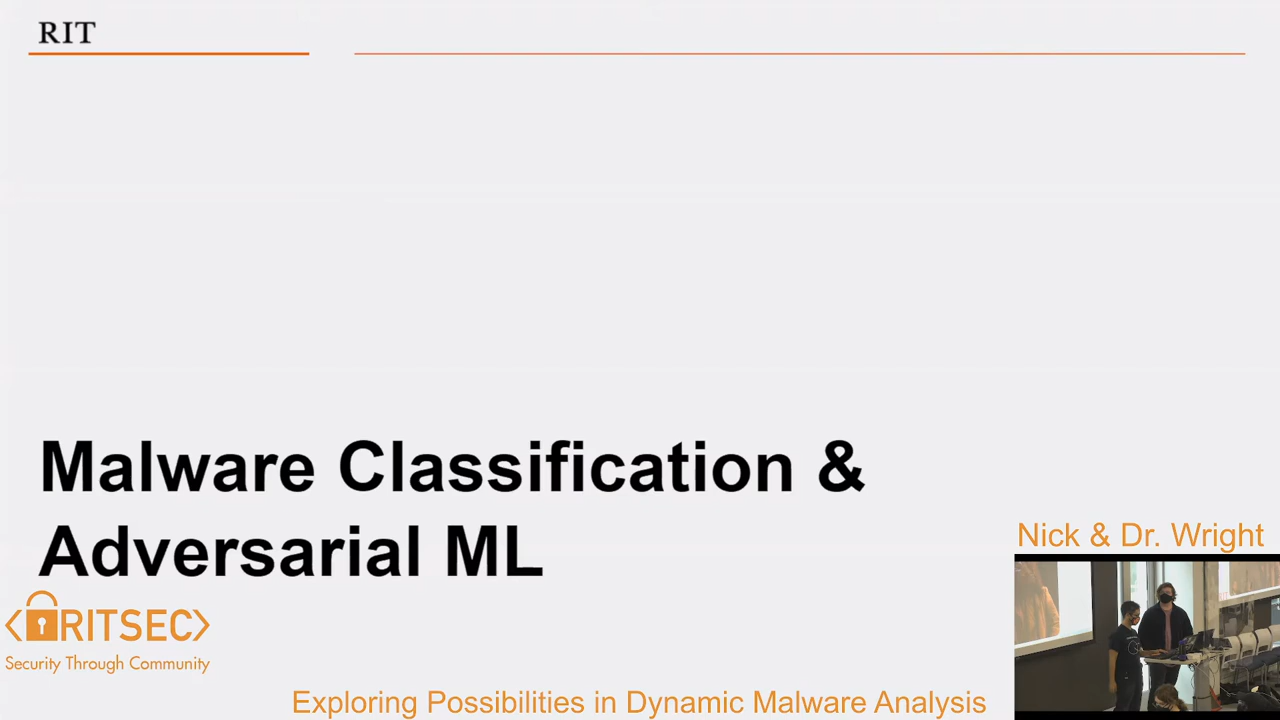 RIT
Malware Classification &
Adversarial ML
Nick & Dr. Wright
<RITSEC>
Security Through Community
Exploring Possibilities in Dynamic Malware Analysis